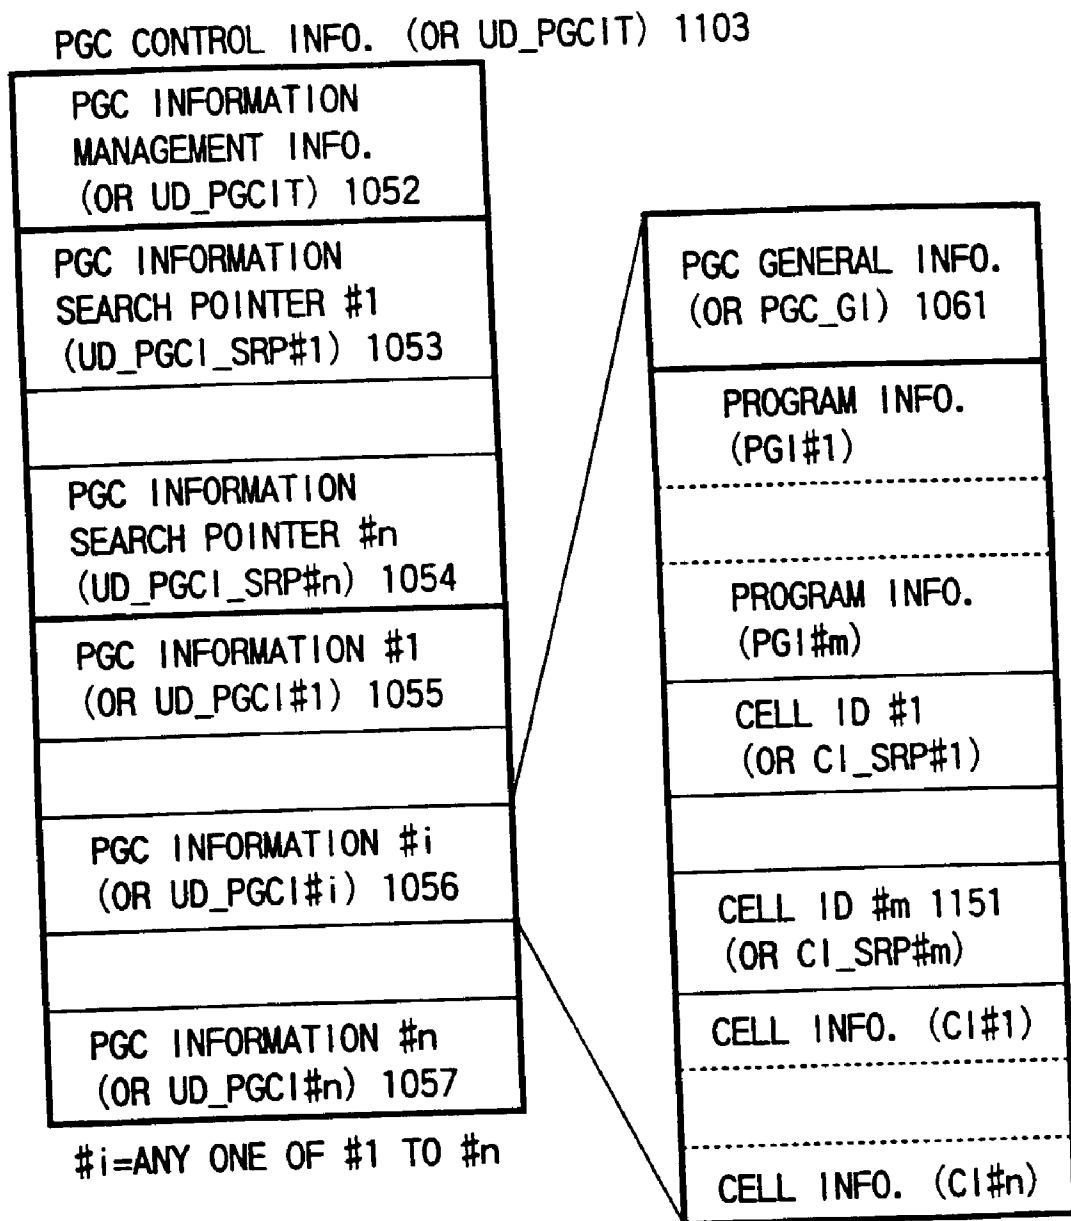 PGC CONTROL INFO. (OR UD_PGCIT) 1103
PGC INFORMATION
MANAGEMENT INFO.
(OR UD_PGCIT) 1052
PGC INFORMATION
SEARCH POINTER #1
(UD_PGCI_SRP#1) 1053
PGC INFORMATION
SEARCH POINTER #n
(UD_PGCI_SRP#n) 1054
PGC INFORMATION #1
(OR UD_PGCI#1) 1055
PGC INFORMATION #i
(OR UD_PGCI#i) 1056
PGC INFORMATION #n
(OR UD_PGCI#n) 1057
#i=ANY ONE OF #1 TO #n
PGC GENERAL INFO.
(OR PGC_GI) 1061
PROGRAM INFO.
(PGI#1)
PROGRAM INFO.
(PGI#m)
CELL ID #1
(OR CI_SRP#1)
CELL ID #m 1151
(OR CI_SRP#m)
CELL INFO. (CI#1)
CELL INFO. (CI#n)